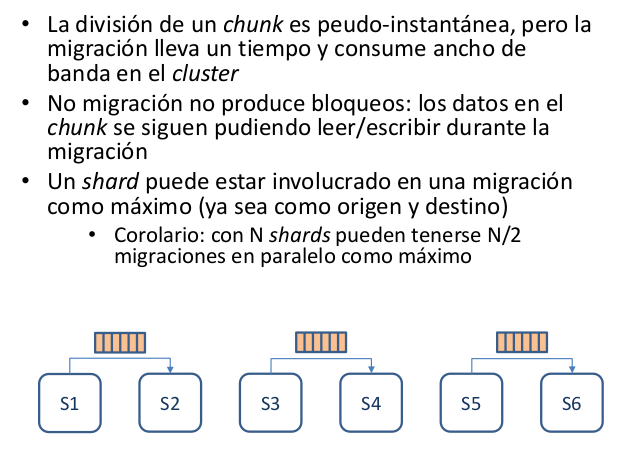 • La división de un chunk es peudo-instantánea, pero la
migración lleva un tiempo y consume ancho de
banda en el cluster
• No migración no produce bloqueos: los datos en el
chunk se siguen pudiendo leer/escribir durante la
migración
• Un shard puede estar involucrado en una migración
como máximo (ya sea como origen y destino)
• Corolario: con N shards pueden tenerse N/2
migraciones en paralelo como máximo
S1 S2 S3 S4 S5 S6